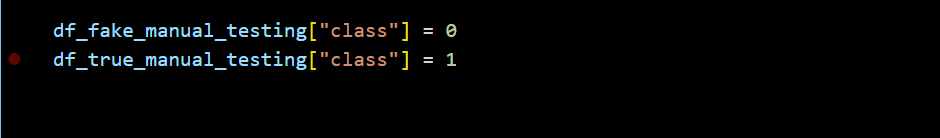 df_fake_manual_testing["class"] = 0
df_true_manual_testing["class"] = 1